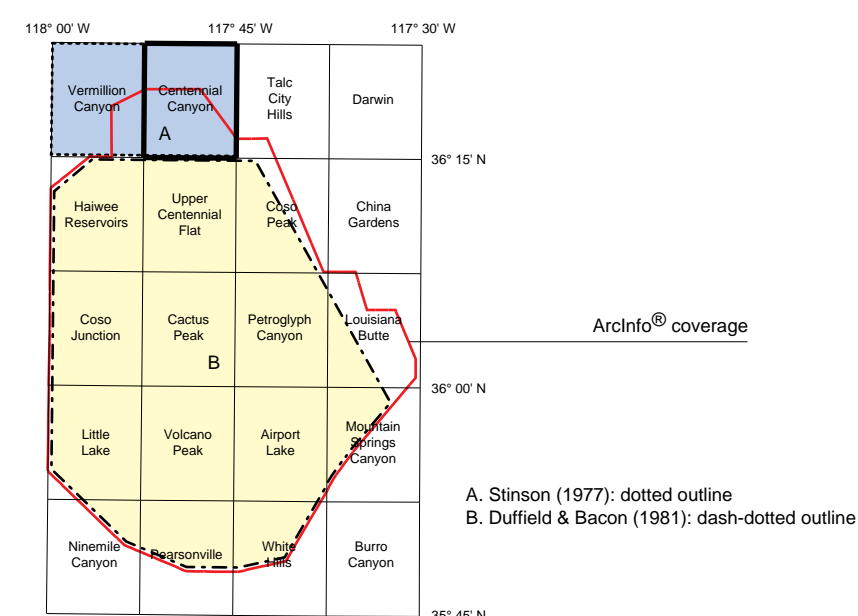 118° 00' W
117° 45' W
117° 30' W
Vermillion
Canyon
Centennial
Canyon
Talc
City
Hills
Darwin
A
36° 15' N
Haiwee
Reservoirs
Upper
Centennial
Flat
Coso
Peak
China
Gardens
Coso
Junction
Cactus
Peak
Petroglyph
Canyon
Louisiana
Butte
ArcInfo® coverage
B
36° 00' N
Little
Lake
Volcano
Peak
Airport
Lake
Mountain
Springs
Canyon
A. Stinson (1977): dotted outline
B. Duffield & Bacon (1981): dash-dotted outline
Ninemile
Canyon
Pearsonville
White
Hills
Burro
Canyon
35° 45' N